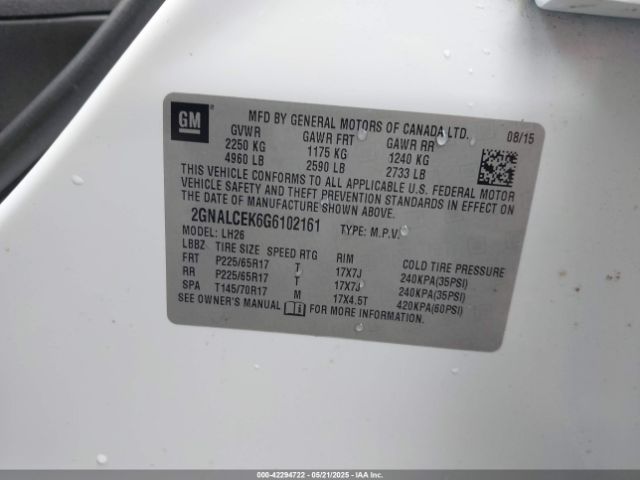 GM
MFD BY GENERAL MOTORS OF CANADA LTD.
08/15
GVWR GAWR FRT GAWR RR
2250 KG 1175 KG 1240 KG
4960 LB 2590 LB 2733 LB
THIS VEHICLE CONFORMS TO ALL APPLICABLE U.S. FEDERAL MOTOR
VEHICLE SAFETY AND THEFT PREVENTION STANDARDS IN EFFECT ON
THE DATE OF MANUFACTURE SHOWN ABOVE.
2GNALCEK6G6102161 TYPE: M.P.V.
MODEL: LH26
LBBZ TIRE SIZE SPEED RTG RIM COLD TIRE PRESSURE
FRT P225/65R17 T 17X7J 240KPA(35PSI)
RR P225/65R17 T 17X7J 240KPA(35PSI)
SPA T145/70R17 M 17X4.5T 420KPA(60PSI)
SEE OWNER'S MANUAL FOR MORE INFORMATION.
000-42294722 - 05/21/2025 - IAAI.COM